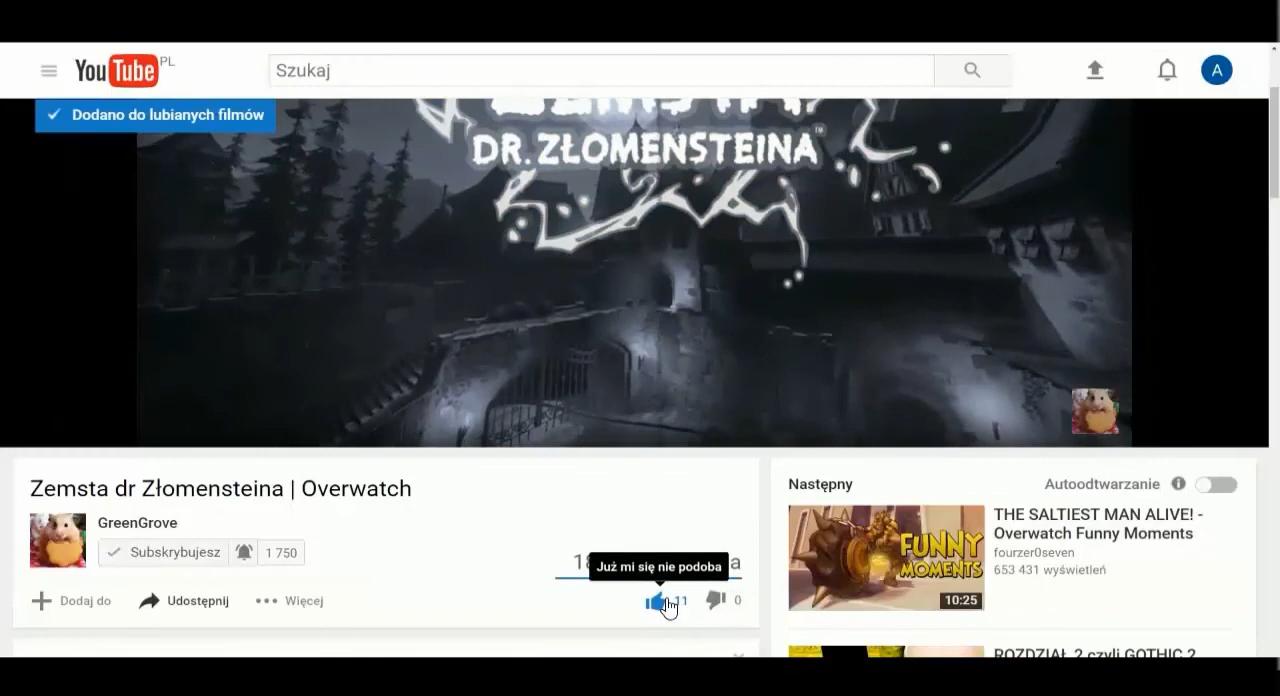 YouTube PL
Szukaj
A
Dodano do lubianych filmów
DR. ZŁOMENSTEINA™
Zemsta dr Złomensteina | Overwatch
GreenGrove
Subskrybujesz 1 750
Już mi się nie podoba
Dodaj do Udostępnij Więcej 11 0
Następny
Autoodtwarzanie
FUNNY
MOMENTS
10:25
THE SALTIEST MAN ALIVE! -
Overwatch Funny Moments
fourzer0seven
653 431 wyświetleń
ROZDZIAŁ 2 czyli GOTHIC 2